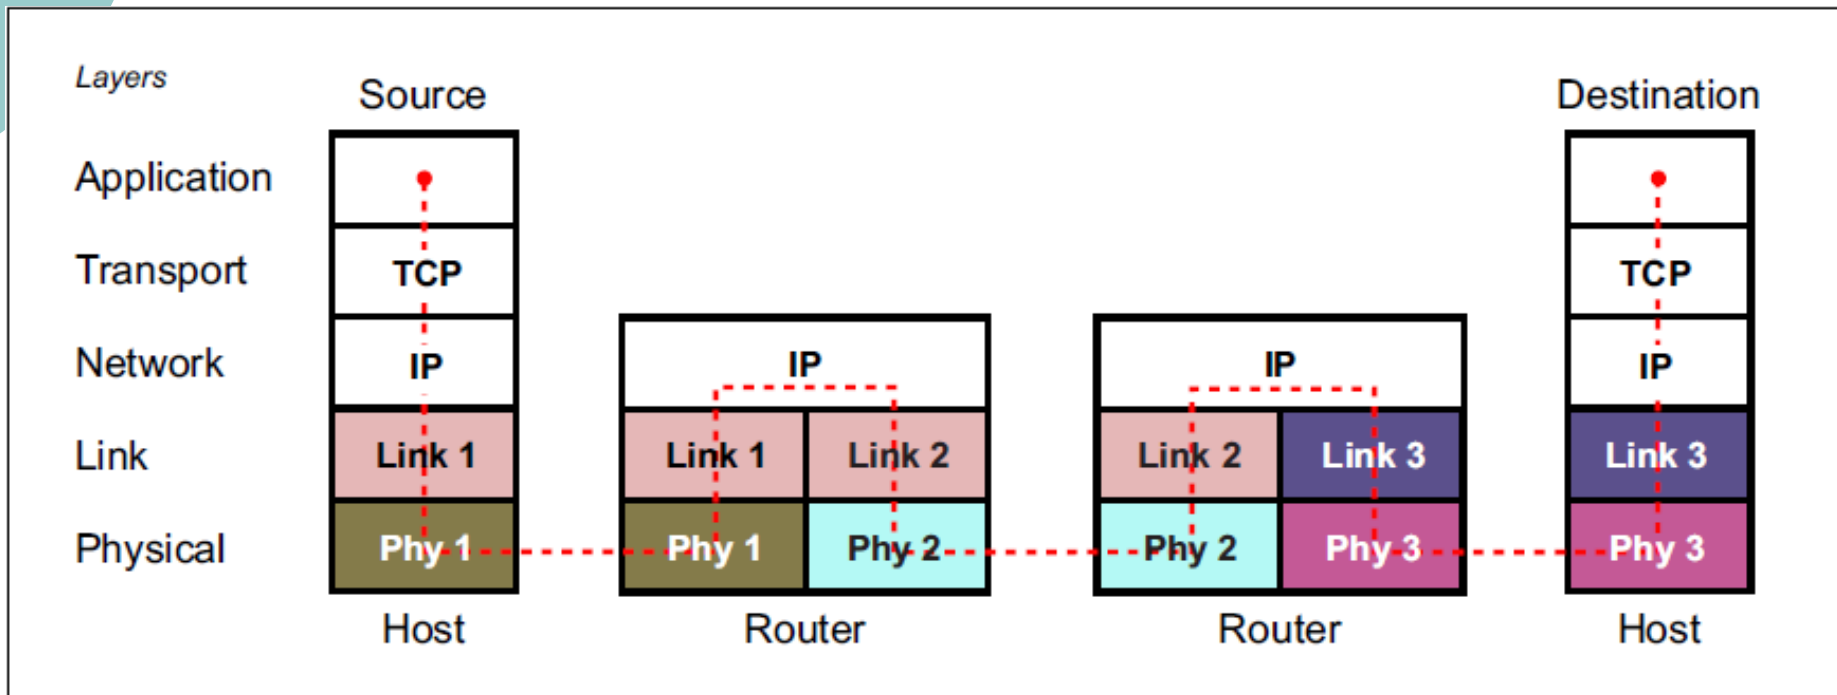 Layers
Source
Destination
Application
Transport
TCP
TCP
Network
IP
IP
IP
IP
Link
Link 1
Link 1
Link 2
Link 2
Link 3
Link 3
Physical
Phy 1
Phy 1
Phy 2
Phy 2
Phy 3
Phy 3
Host
Router
Router
Host